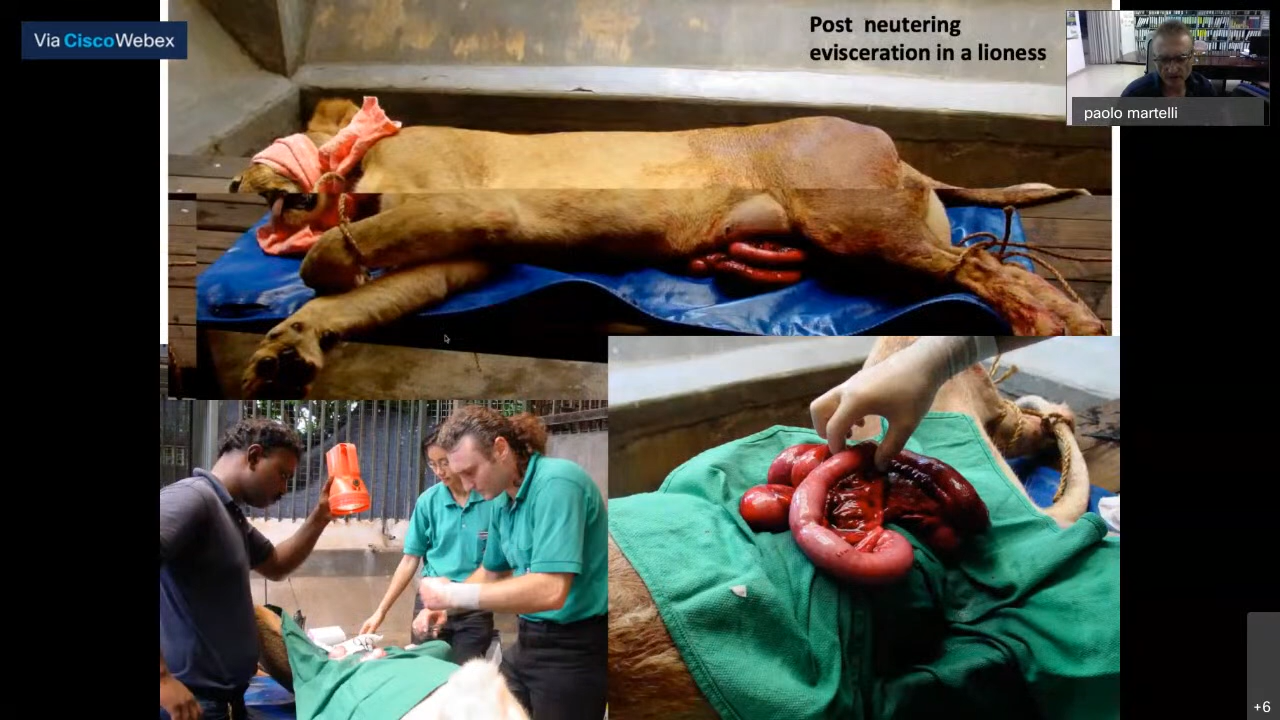 Via CiscoWebex
Post neutering
evisceration in a lioness
paolo martelli
+6